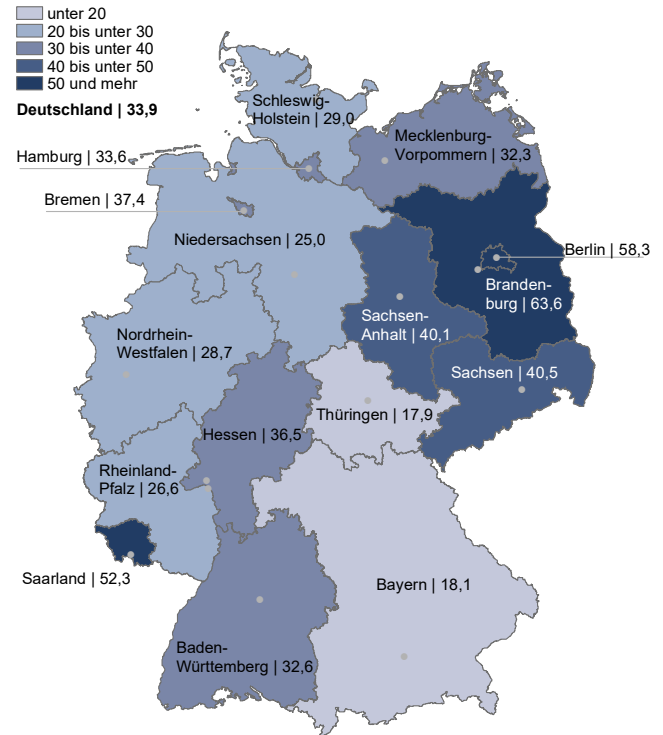 unter 20
20 bis unter 30
30 bis unter 40
40 bis unter 50
50 und mehr
Deutschland | 33,9
Schleswig-
Holstein | 29,0
Mecklenburg-
Vorpommern | 32,3
Hamburg | 33,6
Bremen | 37,4
Niedersachsen | 25,0
Berlin | 58,3
Branden-
burg | 63,6
Sachsen-
Anhalt | 40,1
Nordrhein-
Westfalen | 28,7
Sachsen | 40,5
Thüringen | 17,9
Hessen | 36,5
Rheinland-
Pfalz | 26,6
Saarland | 52,3
Bayern | 18,1
Baden-
Württemberg | 32,6